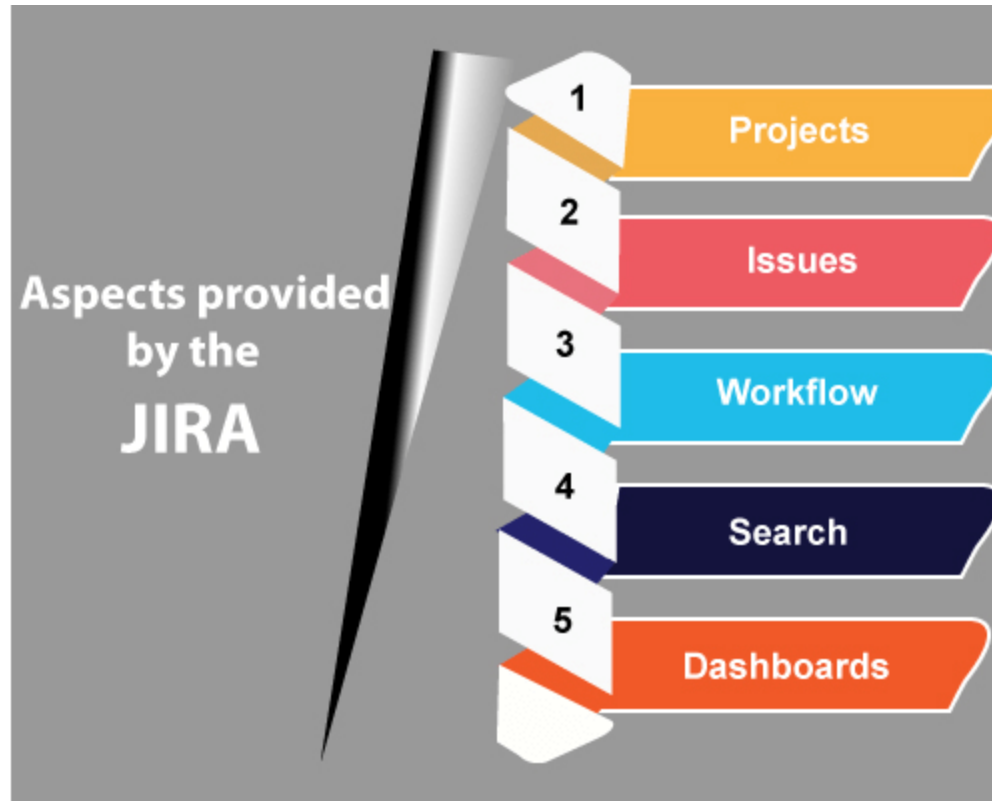 Aspects provided
by the
JIRA
1
Projects
2
Issues
3
Workflow
4
Search
5
Dashboards